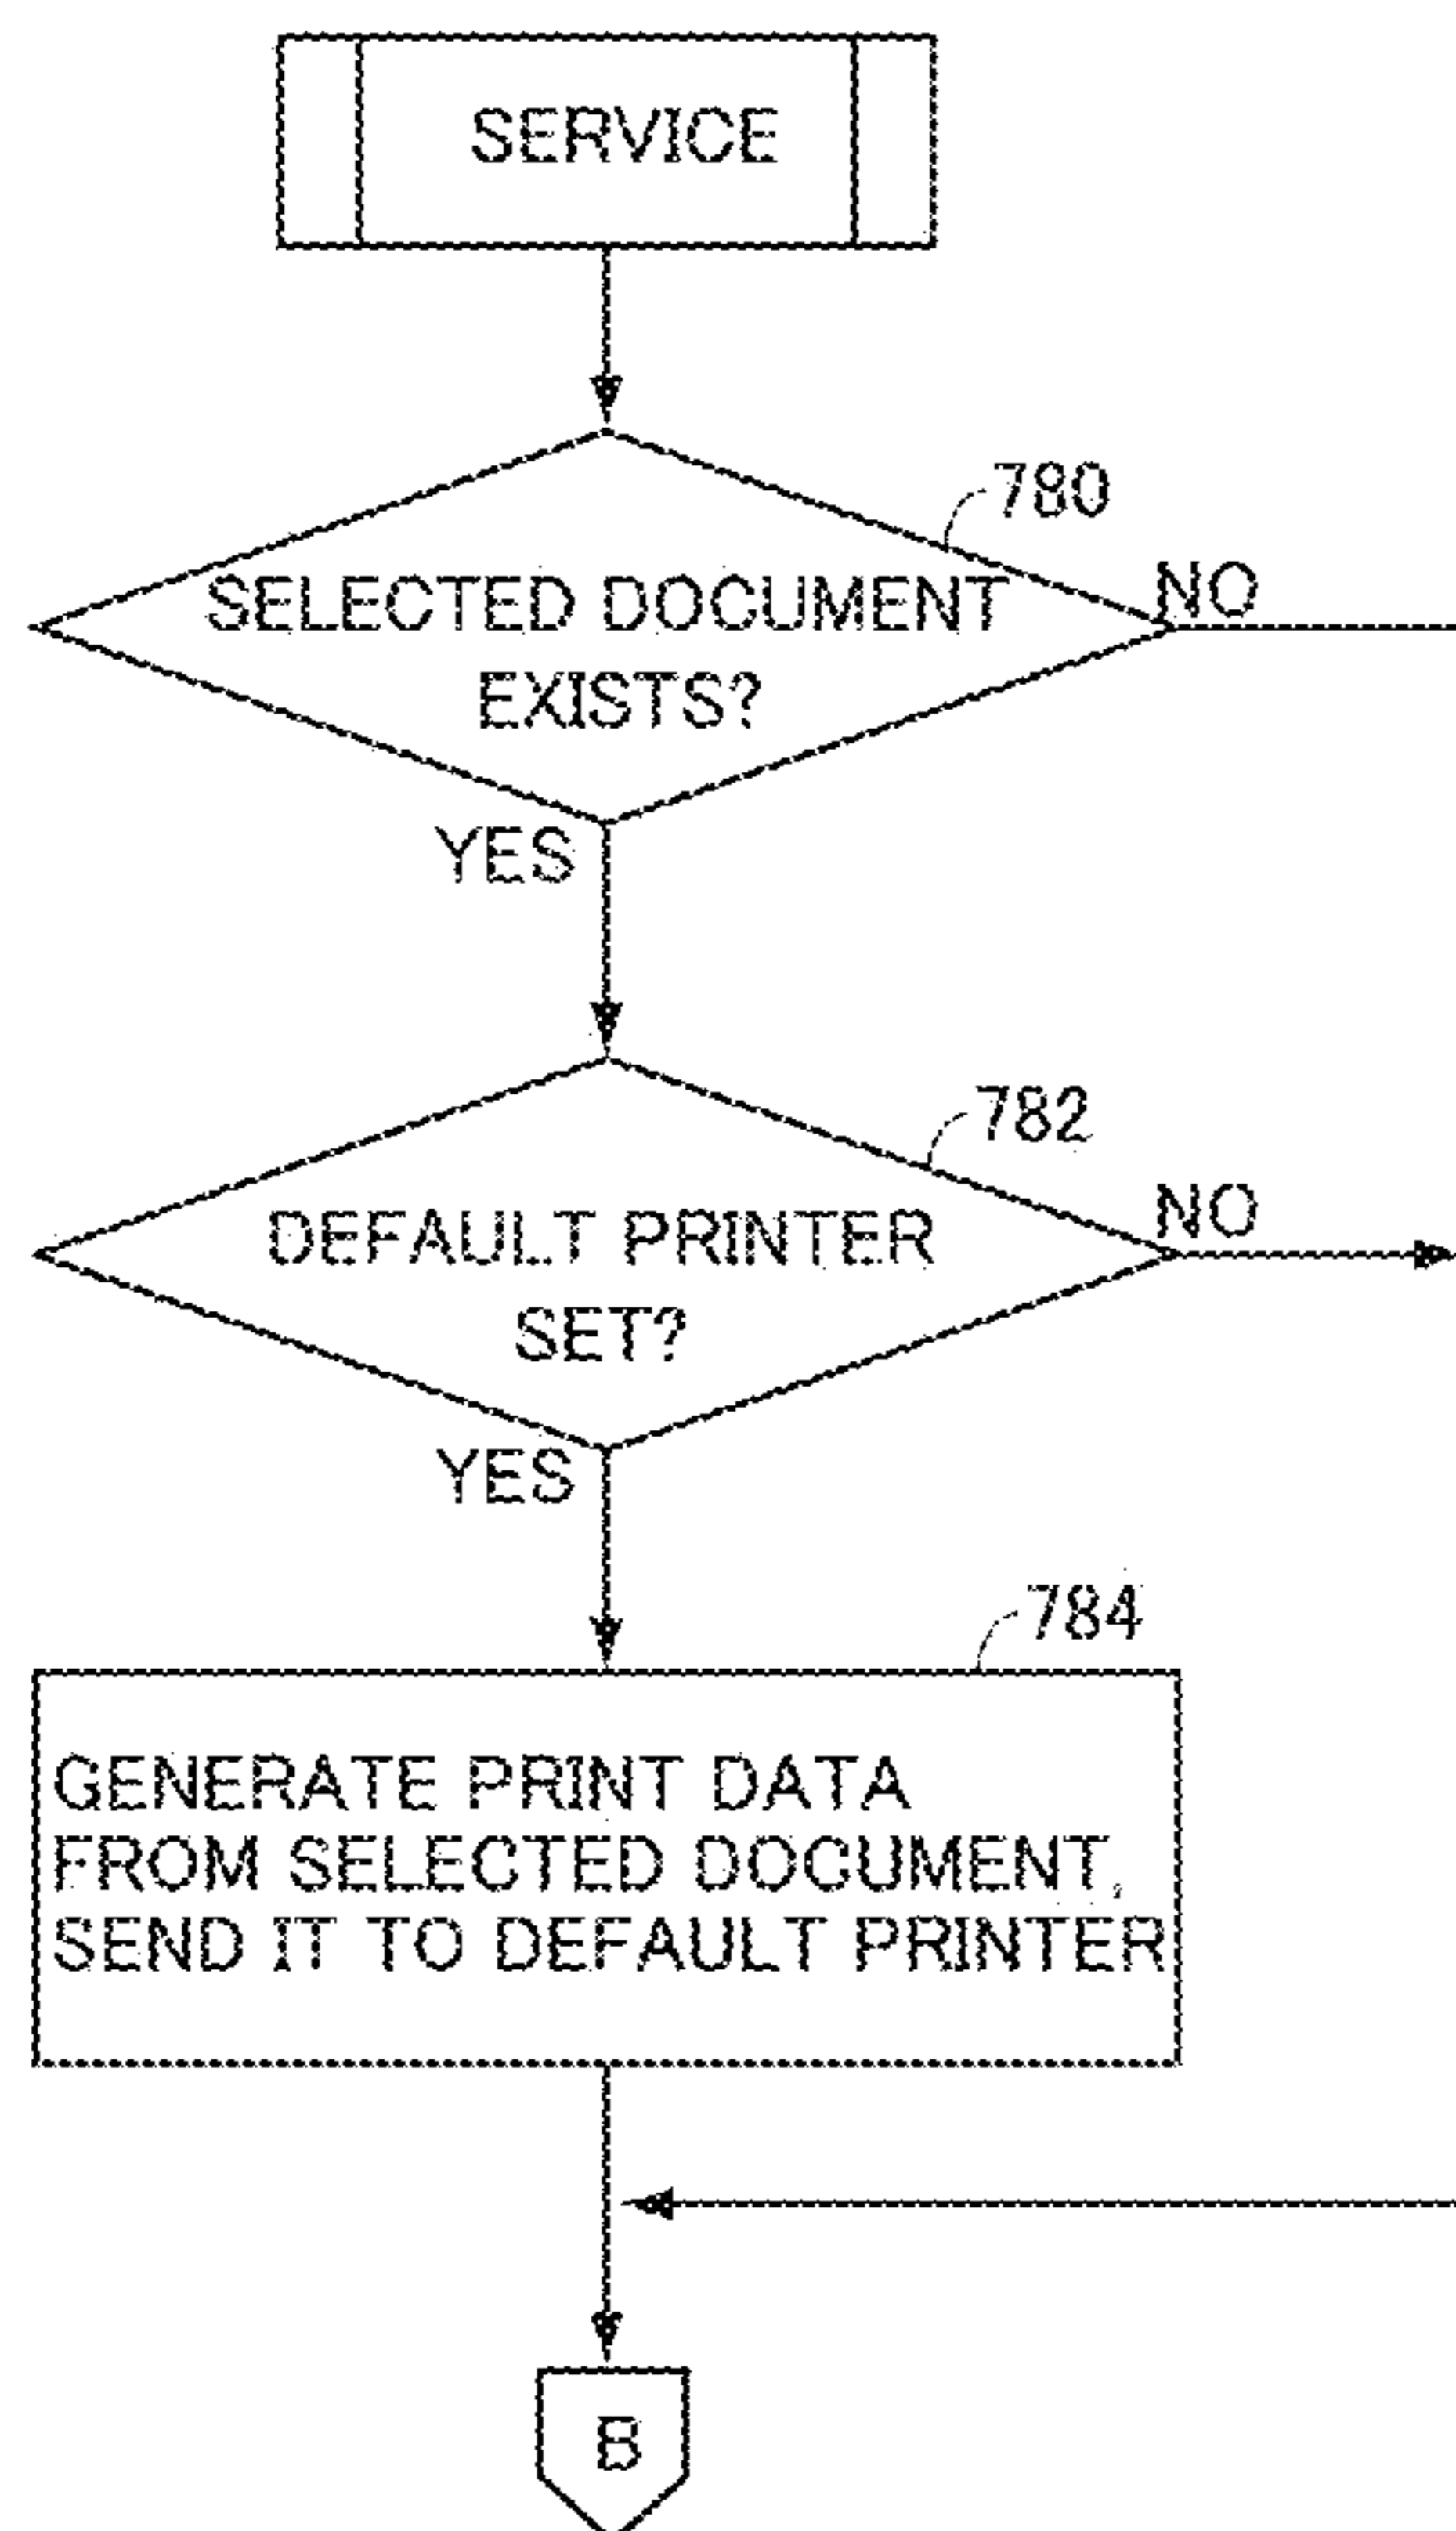 SERVICE
780
NO
SELECTED DOCUMENT
EXISTS?
YES
782
NO
DEFAULT PRINTER
SET?
YES
784
GENERATE PRINT DATA
FROM SELECTED DOCUMENT,
SEND IT TO DEFAULT PRINTER
B